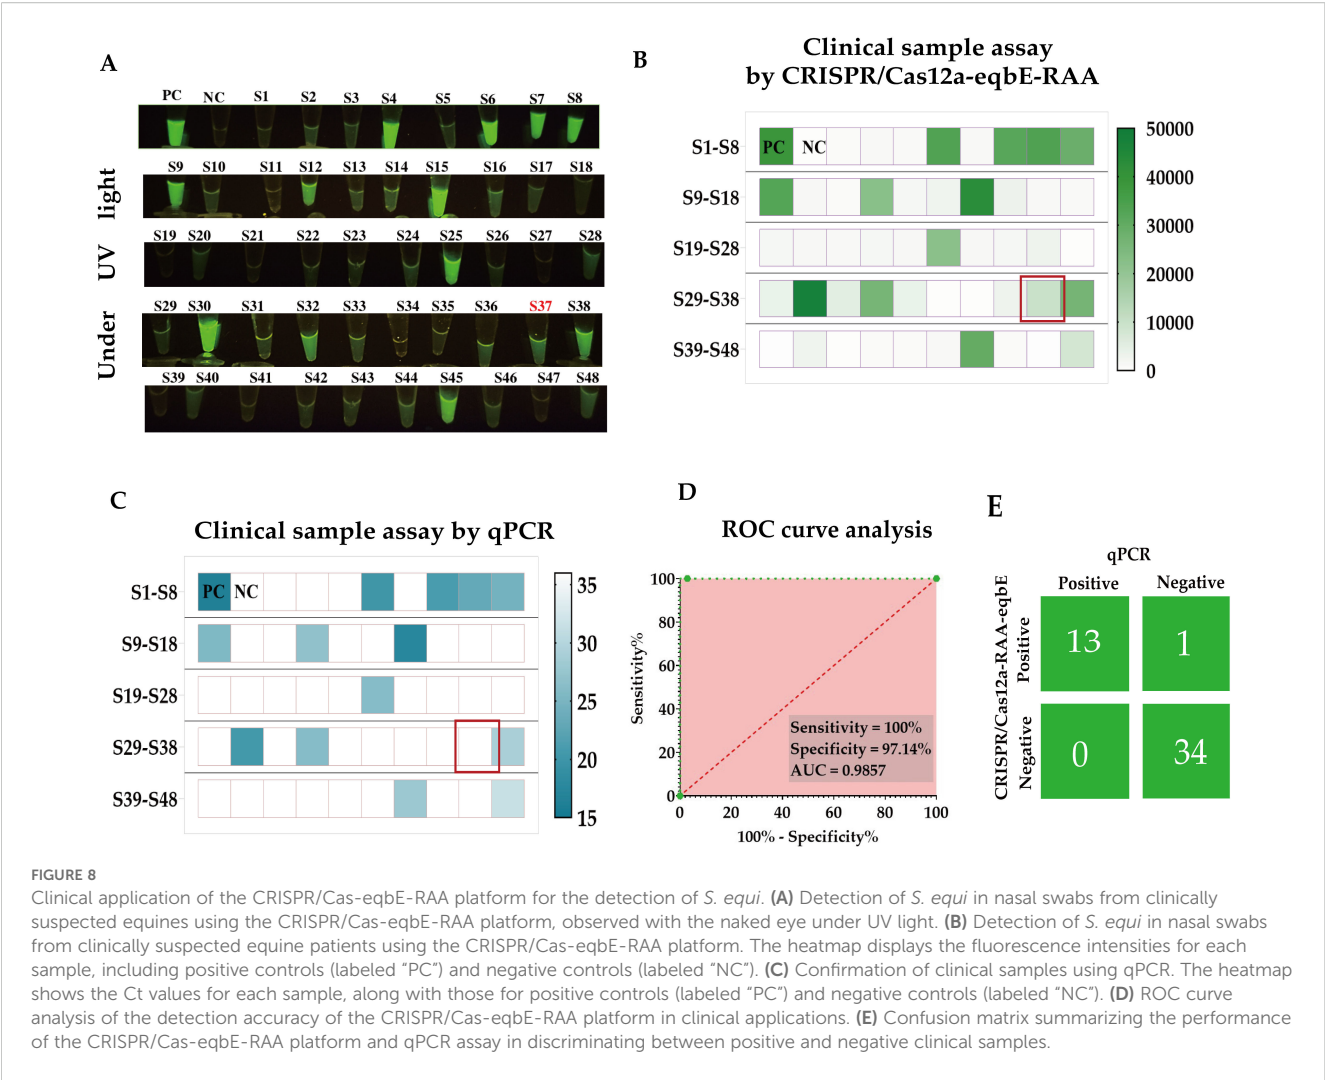 A
PC NC S1 S2 S3 S4 S5 S6 S7 S8
S9 S10 S11 S12 S13 S14 S15 S16 S17 S18
S19 S20 S21 S22 S23 S24 S25 S26 S27 S28
S29 S30 S31 S32 S33 S34 S35 S36 S37 S38
S39 S40 S41 S42 S43 S44 S45 S46 S47 S48
Under UV light
B
Clinical sample assay
by CRISPR/Cas12a-eqbE-RAA
S1-S8 PC NC
S9-S18
S19-S28
S29-S38
S39-S48
50000
40000
30000
20000
10000
0
C
Clinical sample assay by qPCR
S1-S8 PC NC
S9-S18
S19-S28
S29-S38
S39-S48
35
30
25
20
15
D
ROC curve analysis
Sensitivity%
100
80
60
40
20
0
Sensitivity = 100%
Specificity = 97.14%
AUC = 0.9857
0 20 40 60 80 100
100% - Specificity%
E
qPCR
Positive Negative
CRISPR/Cas12a-RAA-eqbE
Positive
13 1
Negative
0 34
FIGURE 8
Clinical application of the CRISPR/Cas-eqbE-RAA platform for the detection of S. equi. (A) Detection of S. equi in nasal swabs from clinically
suspected equines using the CRISPR/Cas-eqbE-RAA platform, observed with the naked eye under UV light. (B) Detection of S. equi in nasal swabs
from clinically suspected equine patients using the CRISPR/Cas-eqbE-RAA platform. The heatmap displays the fluorescence intensities for each
sample, including positive controls (labeled “PC”) and negative controls (labeled “NC”). (C) Confirmation of clinical samples using qPCR. The heatmap
shows the Ct values for each sample, along with those for positive controls (labeled “PC”) and negative controls (labeled “NC”). (D) ROC curve
analysis of the detection accuracy of the CRISPR/Cas-eqbE-RAA platform in clinical applications. (E) Confusion matrix summarizing the performance
of the CRISPR/Cas-eqbE-RAA platform and qPCR assay in discriminating between positive and negative clinical samples.